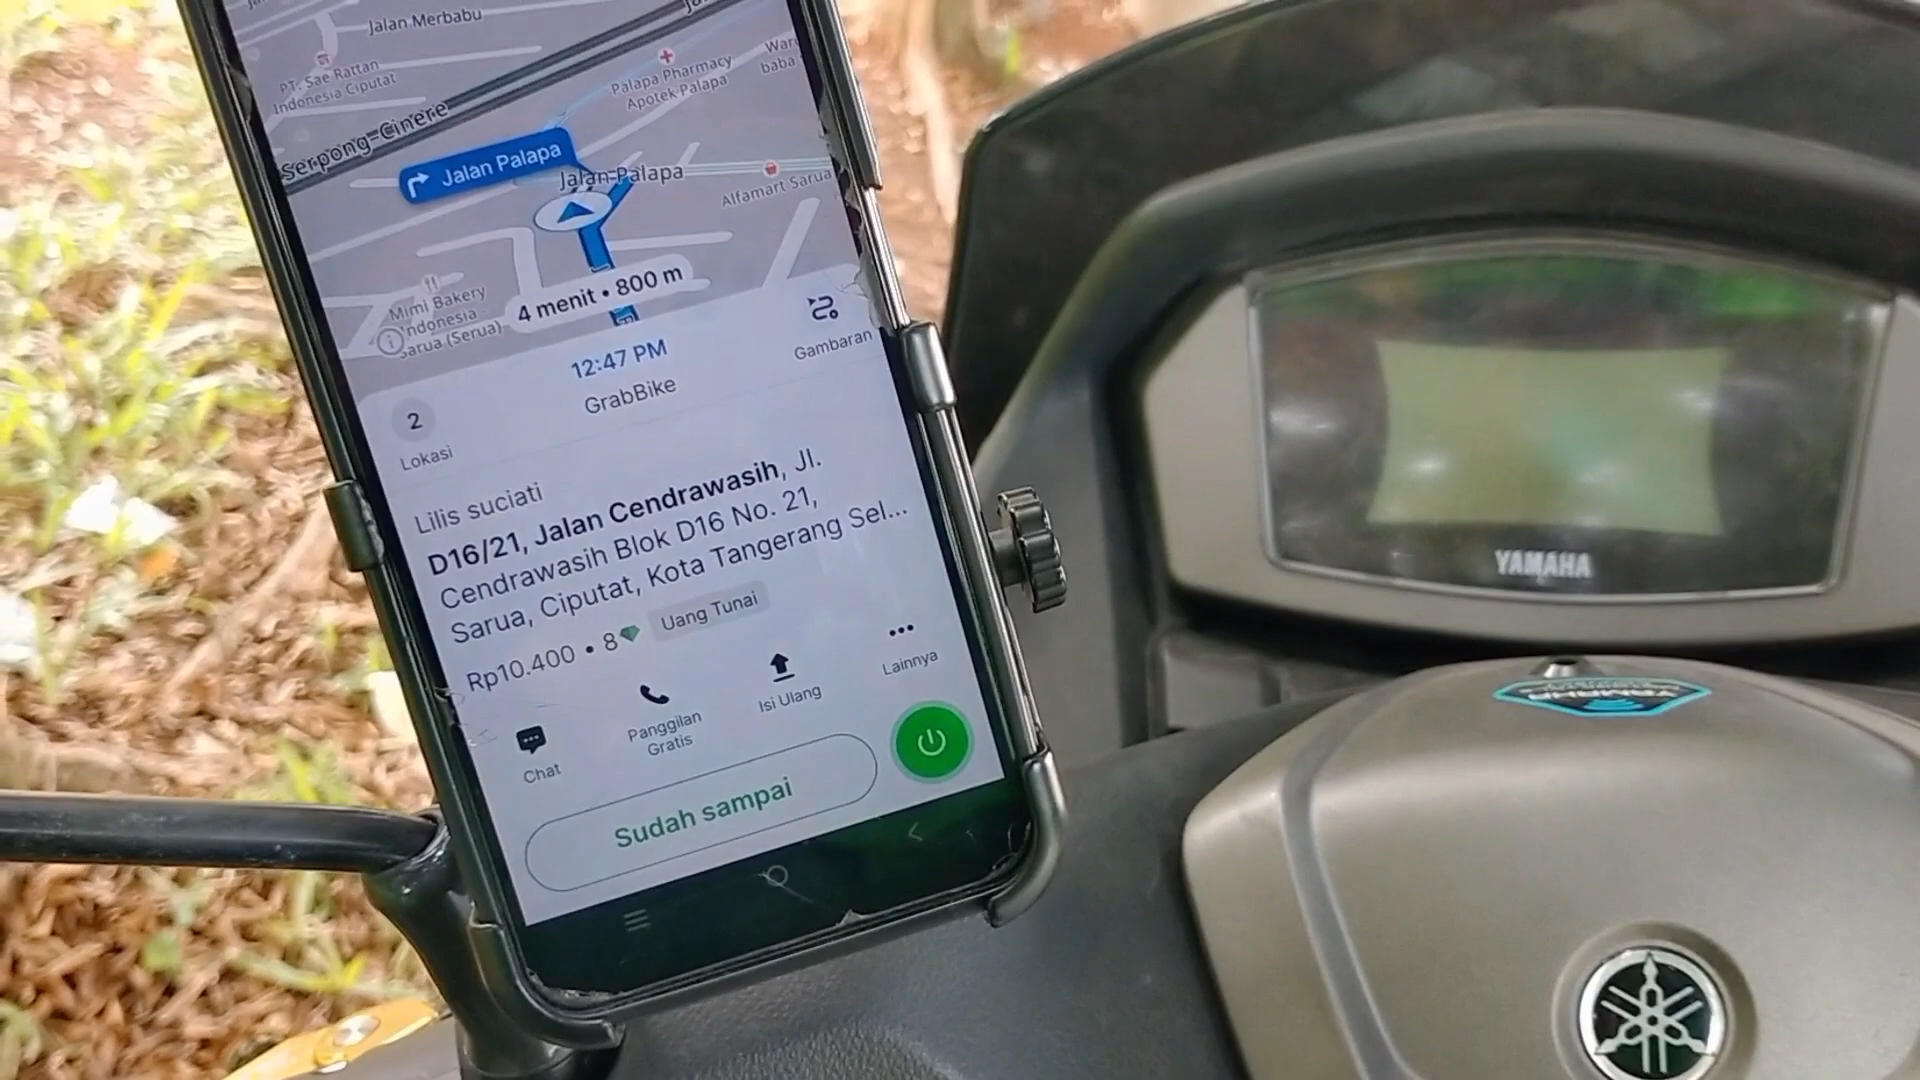 Jalan Merbabu
PT. Sae Rattan
Indonesia Ciputat
Palapa Pharmacy
Apotek Palapa
baba
Serpong-Cinere
Jalan Palapa
Jalan Palapa
Alfamart Sarua
Mimi Bakery
Indonesia
Sarua (Serua)
4 menit • 800 m
12:47 PM
GrabBike
Gambaran
2
Lokasi
Lilis suciati
D16/21, Jalan Cendrawasih, Jl.
Cendrawasih Blok D16 No. 21,
Sarua, Ciputat, Kota Tangerang Sel...
Rp10.400 • 8
Uang Tunai
Chat
Panggilan
Gratis
Isi Ulang
Lainnya
Sudah sampai
YAMAHA